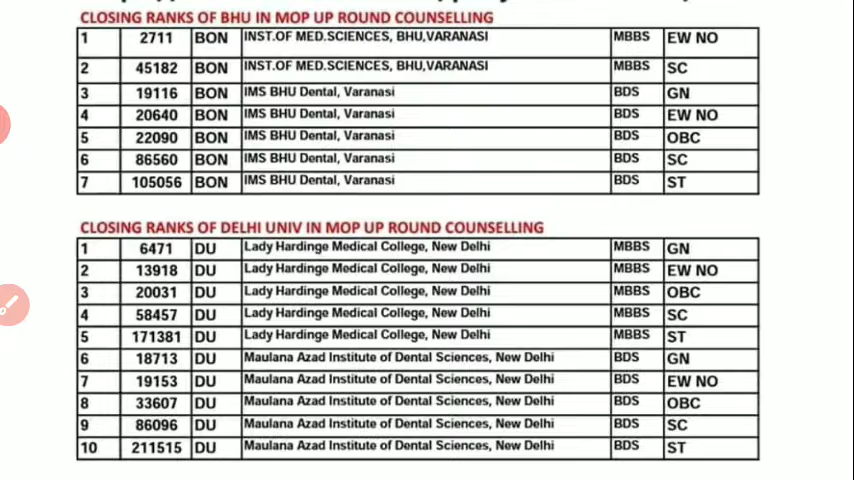 CLOSING RANKS OF BHU IN MOP UP ROUND COUNSELLING
1 2711 BON INST.OF MED.SCIENCES, BHU,VARANASI MBBS EW NO
2 45182 BON INST.OF MED.SCIENCES, BHU,VARANASI MBBS SC
3 19116 BON IMS BHU Dental, Varanasi BDS GN
4 20640 BON IMS BHU Dental, Varanasi BDS EW NO
5 22090 BON IMS BHU Dental, Varanasi BDS OBC
6 86560 BON IMS BHU Dental, Varanasi BDS SC
7 105056 BON IMS BHU Dental, Varanasi BDS ST
CLOSING RANKS OF DELHI UNIV IN MOP UP ROUND COUNSELLING
1 6471 DU Lady Hardinge Medical College, New Delhi MBBS GN
2 13918 DU Lady Hardinge Medical College, New Delhi MBBS EW NO
3 20031 DU Lady Hardinge Medical College, New Delhi MBBS OBC
4 58457 DU Lady Hardinge Medical College, New Delhi MBBS SC
5 171381 DU Lady Hardinge Medical College, New Delhi MBBS ST
6 18713 DU Maulana Azad Institute of Dental Sciences, New Delhi BDS GN
7 19153 DU Maulana Azad Institute of Dental Sciences, New Delhi BDS EW NO
8 33607 DU Maulana Azad Institute of Dental Sciences, New Delhi BDS OBC
9 86096 DU Maulana Azad Institute of Dental Sciences, New Delhi BDS SC
10 211515 DU Maulana Azad Institute of Dental Sciences, New Delhi BDS ST